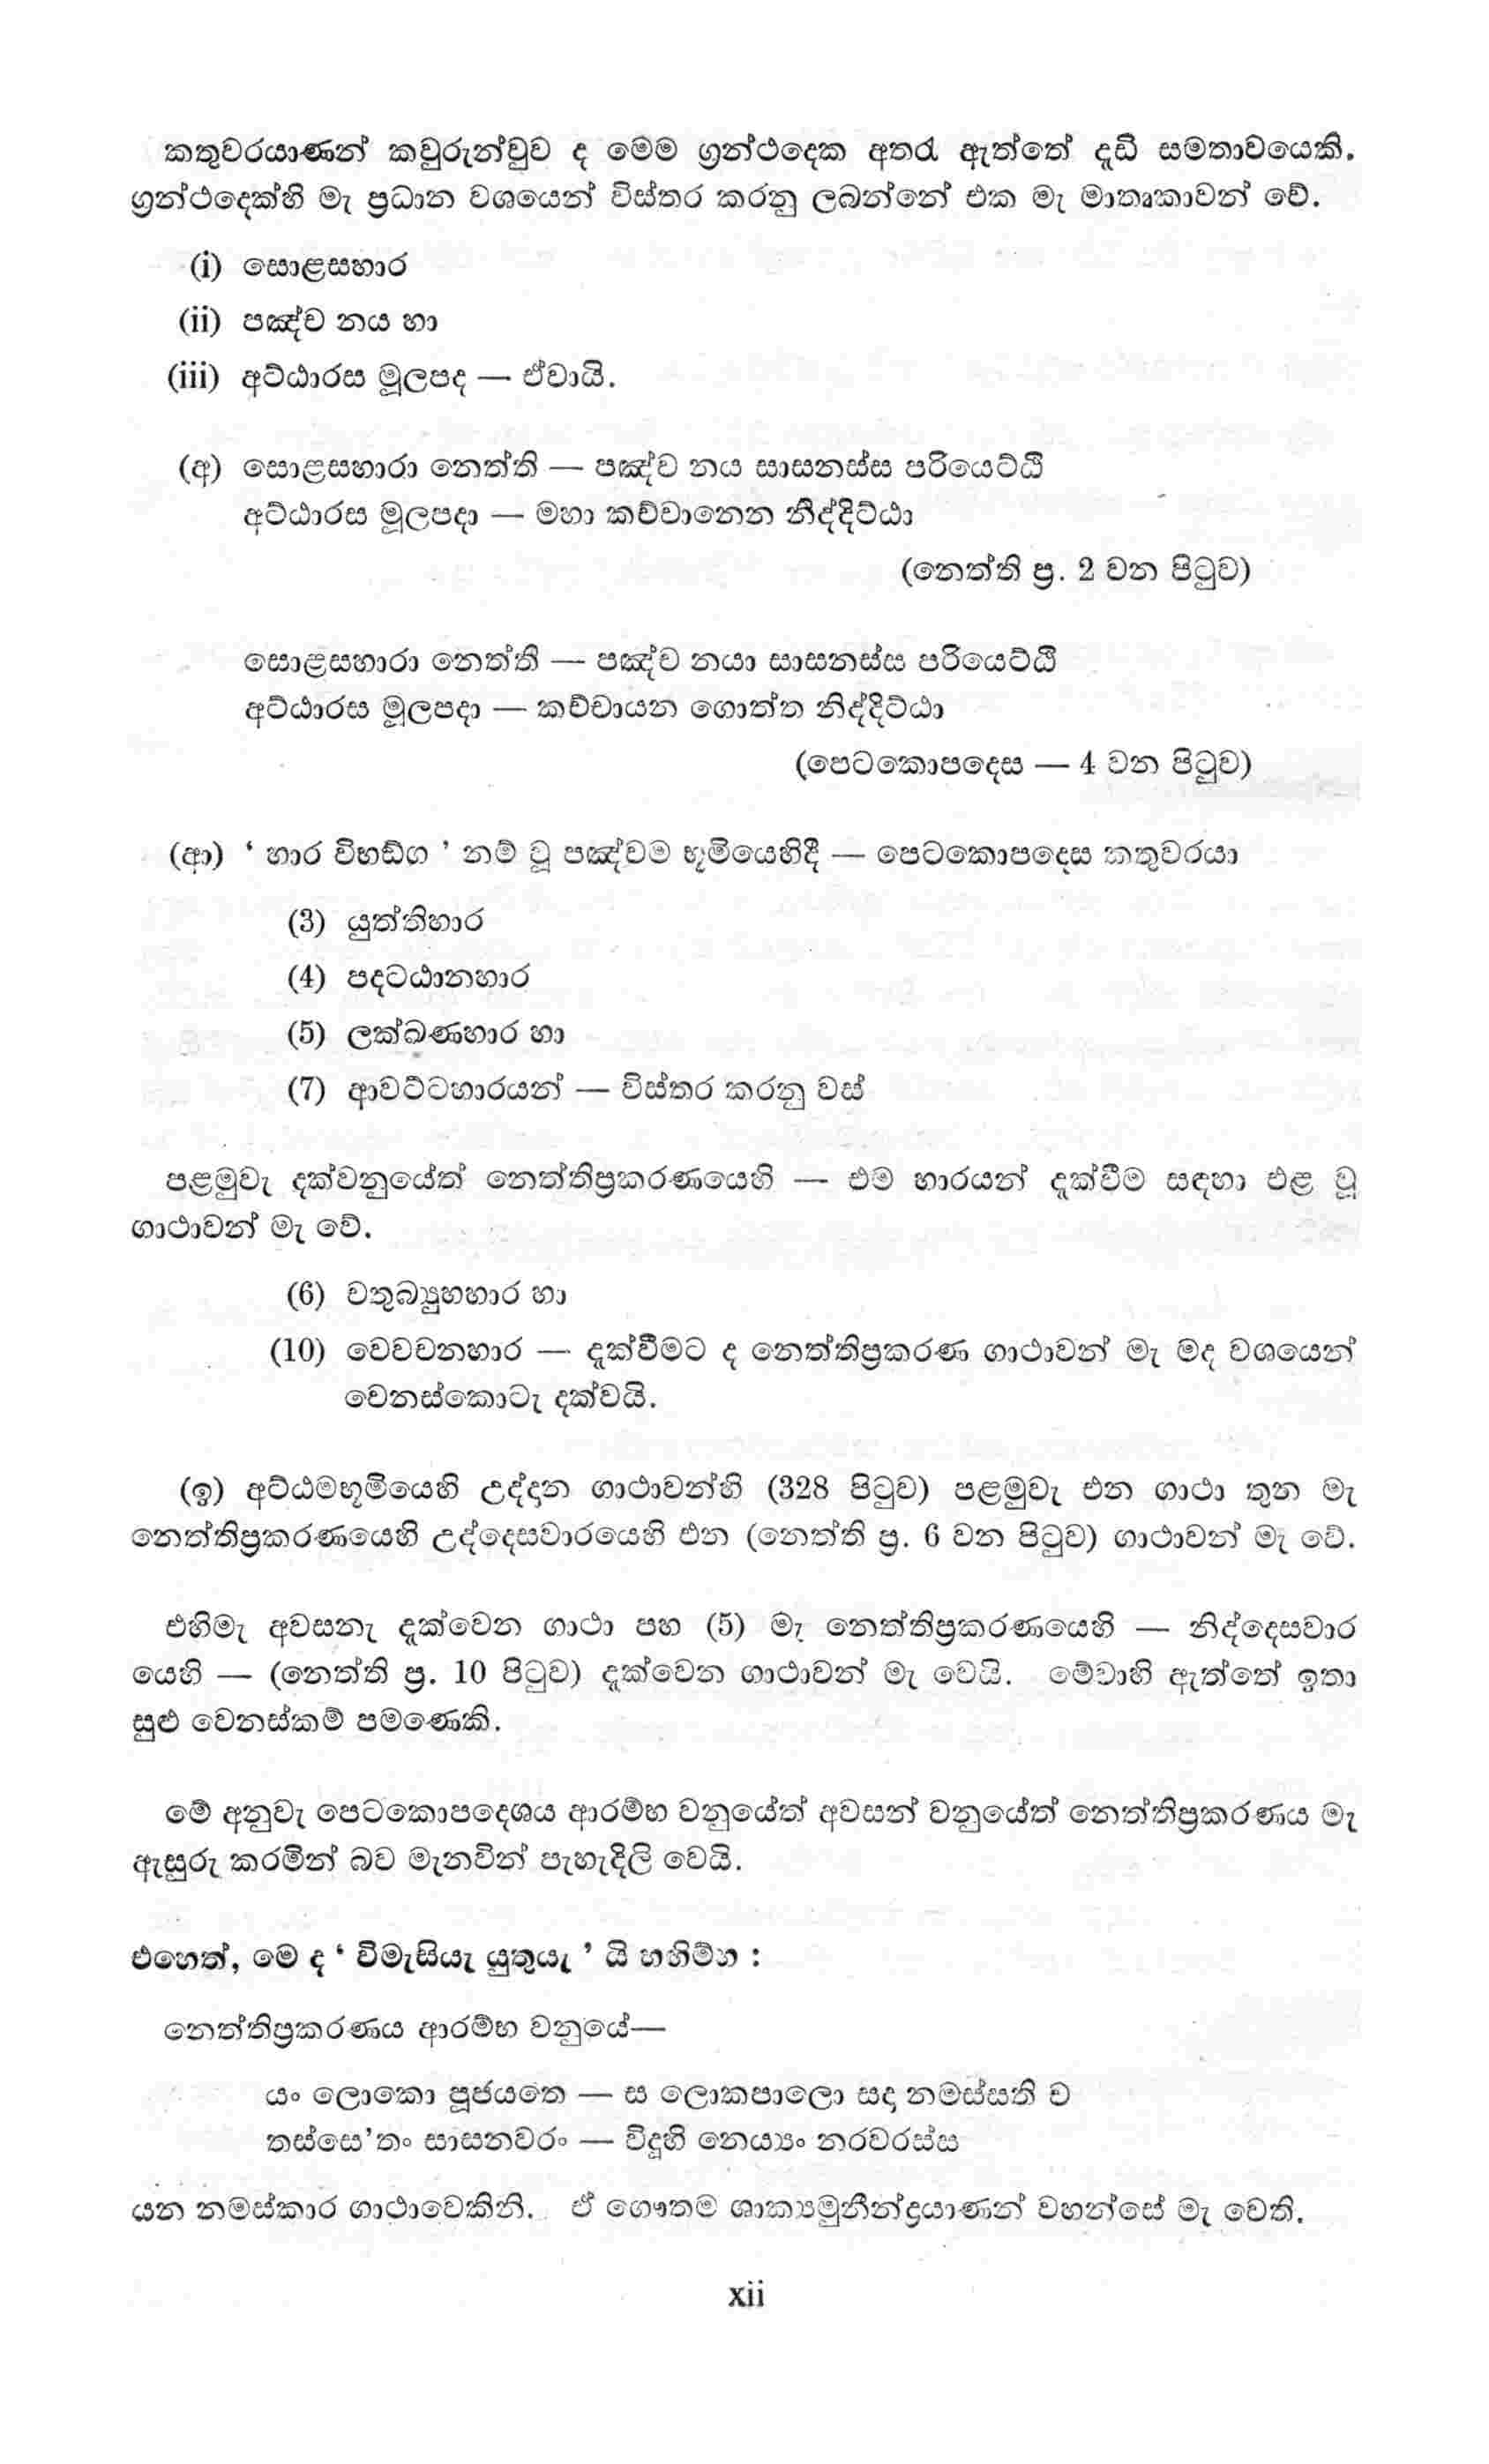 කතුවරයාණන් කවුරුන්වුව ද මෙම ග්‍රන්ථදෙක අතරැ ඇත්තේ දැඩි සමතාවයෙකි.
ග්‍රන්ථදෙක්හි මැ ප්‍රධාන වශයෙන් විස්තර කරනු ලබන්නේ එක මැ මාතෘකාවන් වේ.
(i) සොළසහාර
(ii) පඤ්ච නය හා
(iii) අට්ඨාරස මූලපද — ඒවායි.
(අ) සොළසහාරා නෙත්ති — පඤ්ච නය සාසනස්ස පරියෙට්ඨි
අට්ඨාරස මූලපදා — මහා කච්චානෙන නිද්දිට්ඨා
(නෙත්ති ප්‍ර. 2 වන පිටුව)
සොළසහාරා නෙත්ති — පඤ්ච නයා සාසනස්ස පරියෙට්ඨි
අට්ඨාරස මූලපදා — කච්චායන ගොත්ත නිද්දිට්ඨා
(පෙටකොපදෙස — 4 වන පිටුව)
(ආ) ‘ හාර විභඩ්ග ’ නම් වූ පඤ්චම භූමියෙහිදී — පෙටකොපදෙස කතුවරයා
(3) යුත්තිහාර
(4) පදටඨානහාර
(5) ලක්ඛණහාර හා
(7) ආවට්ටහාරයන් — විස්තර කරනු වස්
පළමුවැ දක්වනුයේත් නෙත්තිප්‍රකරණයෙහි — එම හාරයන් දැක්වීම සඳහා එළ වූ
ගාථාවන් මැ වේ.
(6) චතුබ්‍යුහහාර හා
(10) වෙවචනහාර — දැක්වීමට ද නෙත්තිප්‍රකරණ ගාථාවන් මැ මද වශයෙන්
වෙනස්කොටැ දක්වයි.
(ඉ) අට්ඨමභූමියෙහි උද්දාන ගාථාවන්හි (328 පිටුව) පළමුවැ එන ගාථා තුන මැ
නෙත්තිප්‍රකරණයෙහි උද්දෙසවාරයෙහි එන (නෙත්ති ප්‍ර. 6 වන පිටුව) ගාථාවන් මැ වේ.
එහිමැ අවසනැ දැක්වෙන ගාථා පහ (5) මැ නෙත්තිප්‍රකරණයෙහි — නිද්දෙසවාර
යෙහි — (නෙත්ති ප්‍ර. 10 පිටුව) දැක්වෙන ගාථාවන් මැ වෙයි. මේවාහි ඇත්තේ ඉතා
සුළු වෙනස්කම් පමණෙකි.
මේ අනුවැ පෙටකොපදෙශය ආරම්භ වනුයේත් අවසන් වනුයේත් නෙත්තිප්‍රකරණය මැ
ඇසුරු කරමින් බව මැනවින් පැහැදිලි වෙයි.
එහෙත්, මෙ ද ‘ විමැසියැ යුතුයැ ’ යි හඟිම්හ :
නෙත්තිප්‍රකරණය ආරම්භ වනුයේ—
යං ලොකො පූජයතෙ — ස ලොකපාලො සදා නමස්සති ච
තස්සෙ’තං සාසනවරං — විදූහි නෙය්‍යං නරවරස්ස
යන නමස්කාර ගාථාවෙකිනි. ඒ ගෞතම ශාක්‍යමුනීන්ද්‍රයාණන් වහන්සේ මැ වෙති.
xii